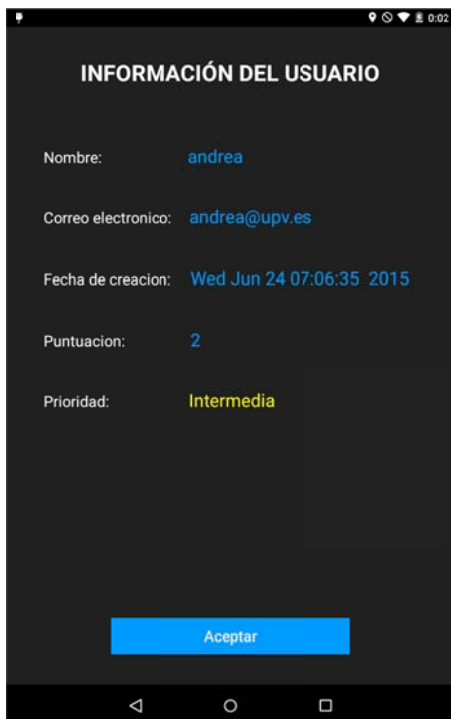 0:02
INFORMACIÓN DEL USUARIO
Nombre: andrea
Correo electronico: andrea@upv.es
Fecha de creacion: Wed Jun 24 07:06:35 2015
Puntuacion: 2
Prioridad: Intermedia
Aceptar